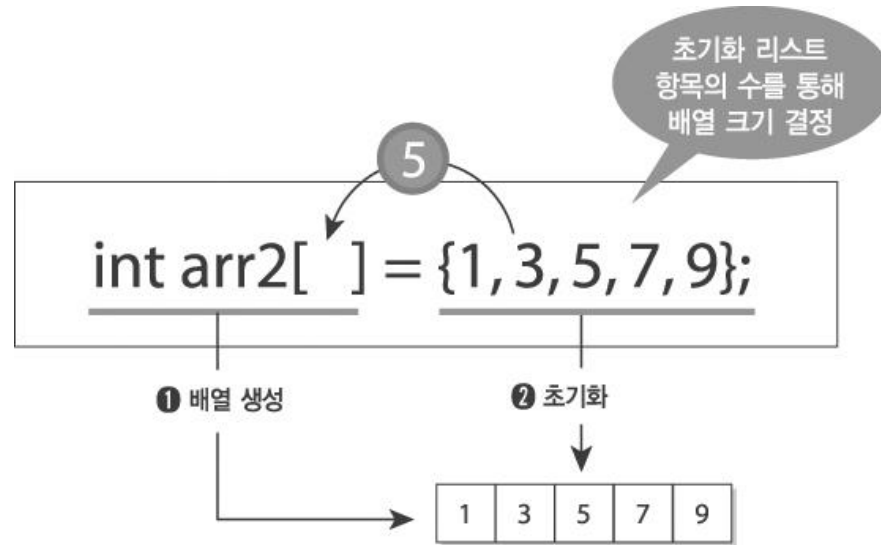 초기화 리스트
항목의 수를 통해
배열 크기 결정
5
int arr2[ ] = {1, 3, 5, 7, 9};
❶ 배열 생성
❷ 초기화
1 3 5 7 9